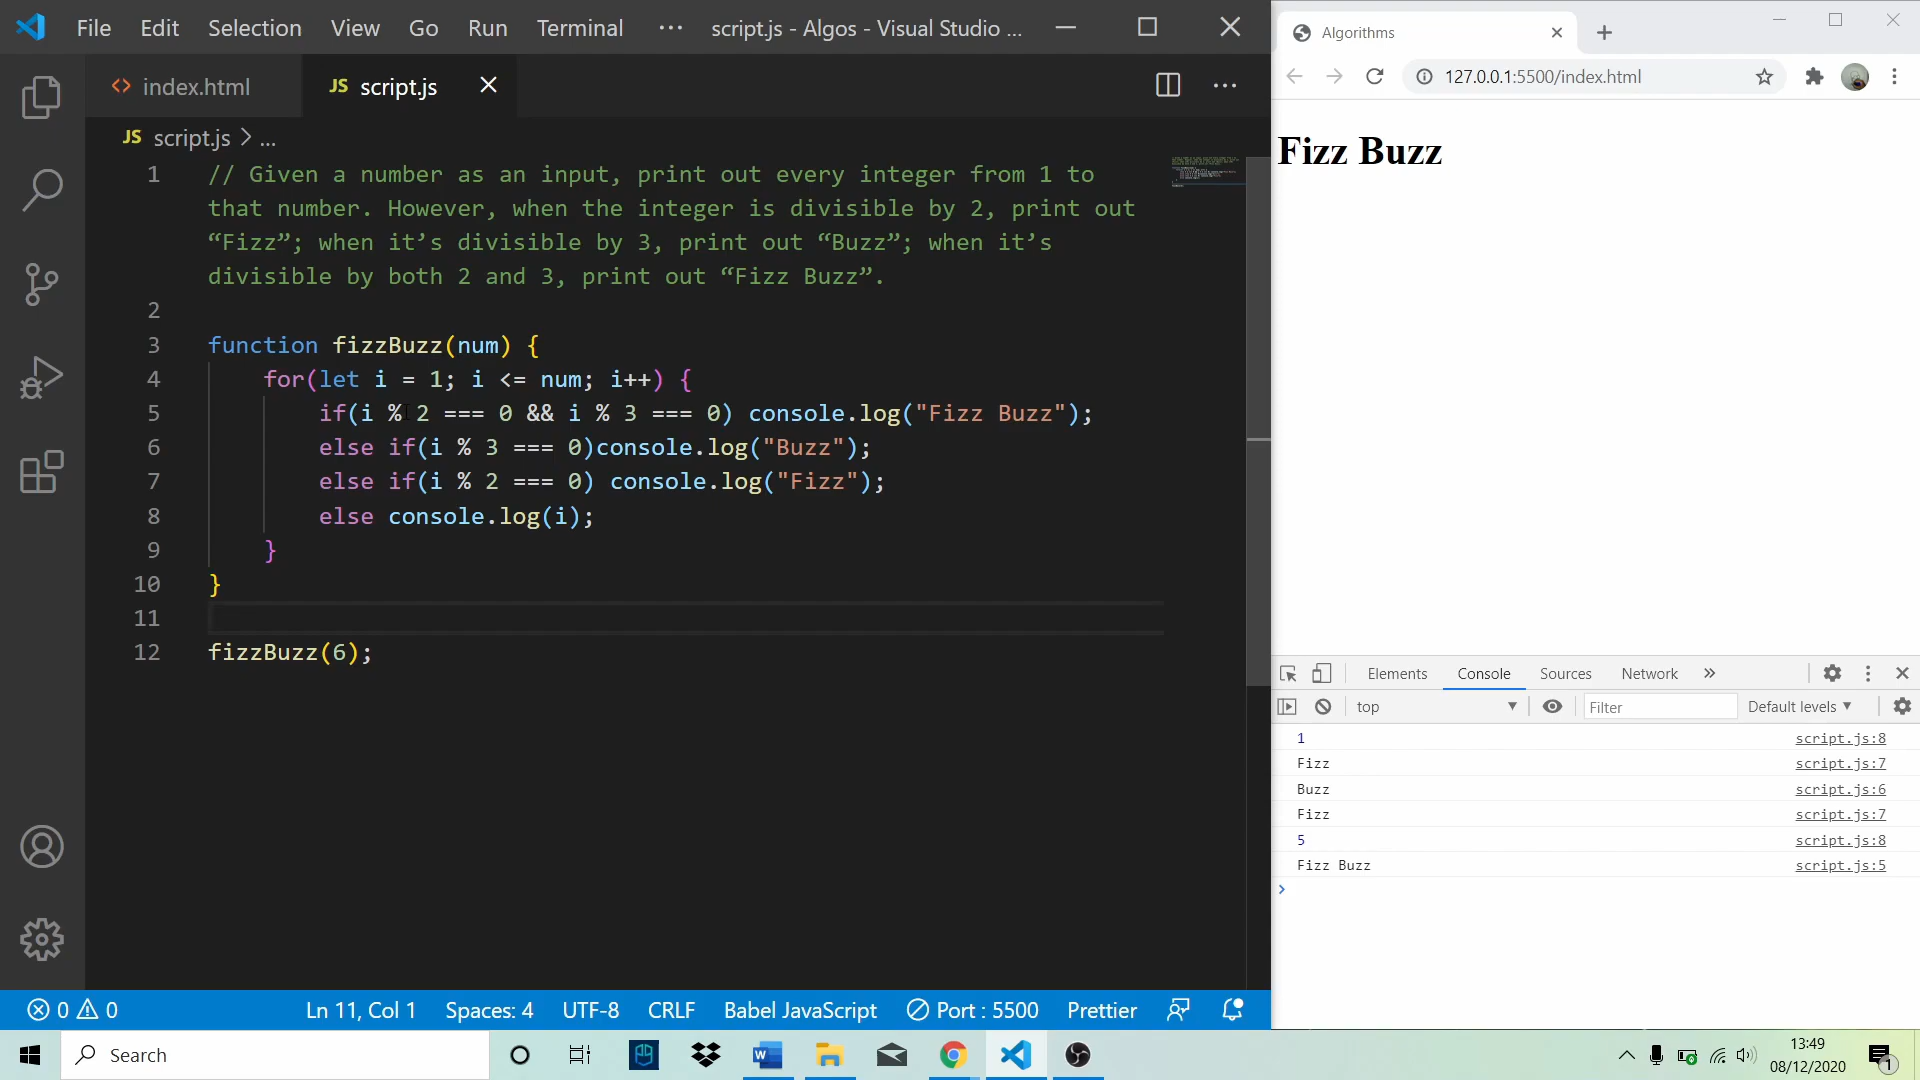 File Edit Selection View Go Run Terminal ··· script.js - Algos - Visual Studio ...
index.html
JS script.js
JS script.js > ...
1 // Given a number as an input, print out every integer from 1 to
that number. However, when the integer is divisible by 2, print out
“Fizz”; when it’s divisible by 3, print out “Buzz”; when it’s
divisible by both 2 and 3, print out “Fizz Buzz”.
2
3 function fizzBuzz(num) {
4 for(let i = 1; i <= num; i++) {
5 if(i % 2 === 0 && i % 3 === 0) console.log("Fizz Buzz");
6 else if(i % 3 === 0)console.log("Buzz");
7 else if(i % 2 === 0) console.log("Fizz");
8 else console.log(i);
9 }
10 }
11
12 fizzBuzz(6);
0 0 Ln 11, Col 1 Spaces: 4 UTF-8 CRLF Babel JavaScript Port : 5500 Prettier
Algorithms
127.0.0.1:5500/index.html
Fizz Buzz
Elements Console Sources Network »
top Filter Default levels
1 script.js:8
Fizz script.js:7
Buzz script.js:6
Fizz script.js:7
5 script.js:8
Fizz Buzz script.js:5
>
Search
13:49
08/12/2020
1